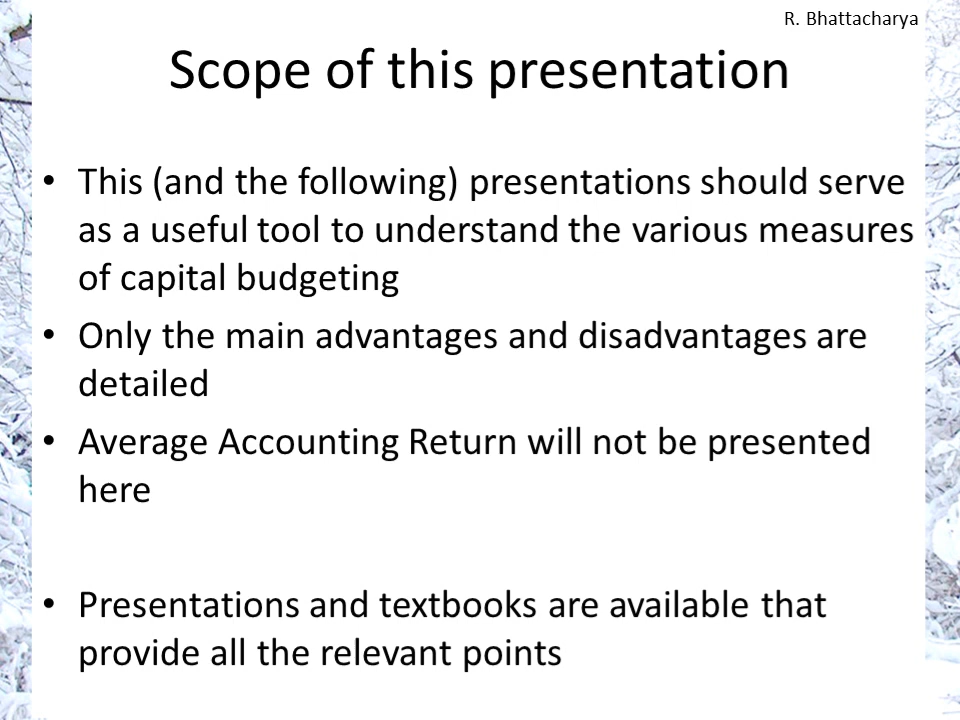 R. Bhattacharya
Scope of this presentation
• This (and the following) presentations should serve
as a useful tool to understand the various measures
of capital budgeting
• Only the main advantages and disadvantages are
detailed
• Average Accounting Return will not be presented
here
• Presentations and textbooks are available that
provide all the relevant points